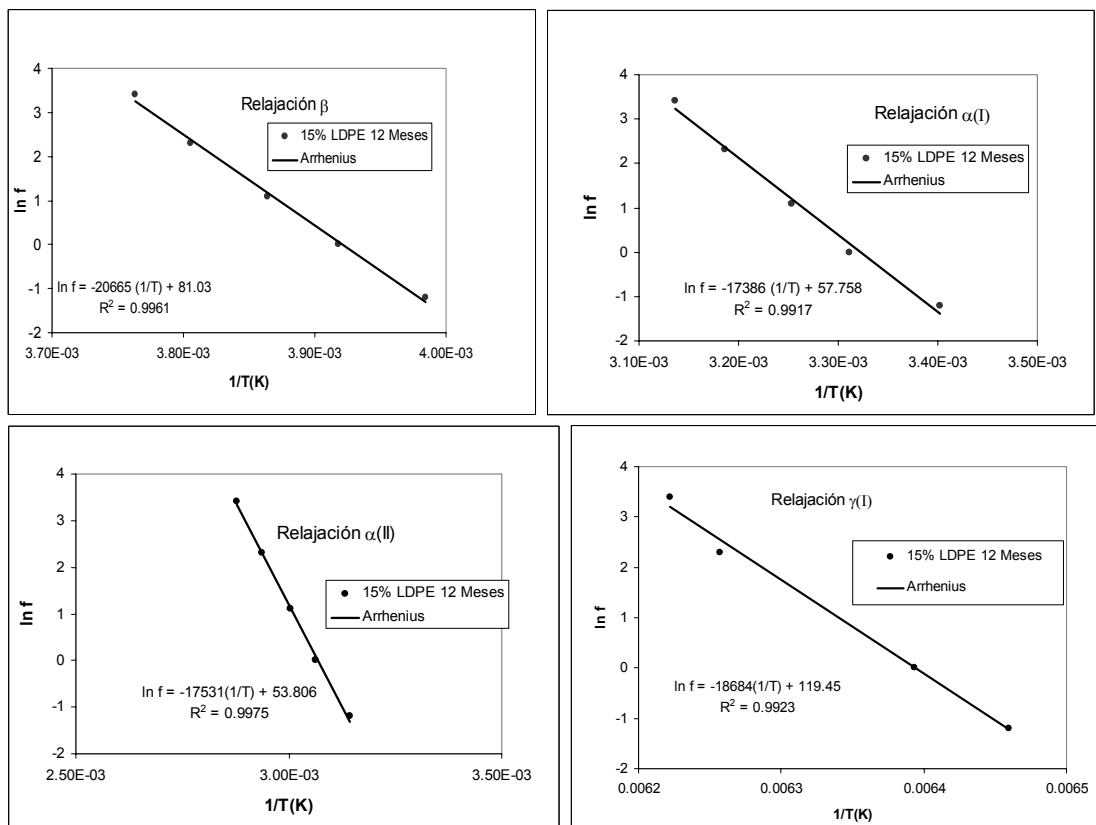 4
3
2
1
0
-1
-2
ln f
Relajación β
15% LDPE 12 Meses
Arrhenius
ln f = -20665 (1/T) + 81.03
R² = 0.9961
3.70E-03 3.80E-03 3.90E-03 4.00E-03
1/T(K)
4
3
2
1
0
-1
-2
ln f
Relajación α(I)
15% LDPE 12 Meses
Arrhenius
ln f = -17386 (1/T) + 57.758
R² = 0.9917
3.10E-03 3.20E-03 3.30E-03 3.40E-03 3.50E-03
1/T(K)
4
3
2
1
0
-1
-2
ln f
Relajación α(II)
15% LDPE 12 Meses
Arrhenius
ln f = -17531(1/T) + 53.806
R² = 0.9975
2.50E-03 3.00E-03 3.50E-03
1/T(K)
4
3
2
1
0
-1
-2
ln f
Relajación γ(I)
15% LDPE 12 Meses
Arrhenius
ln f = -18684(1/T) + 119.45
R² = 0.9923
0.0062 0.0063 0.0064 0.0065
1/T(K)